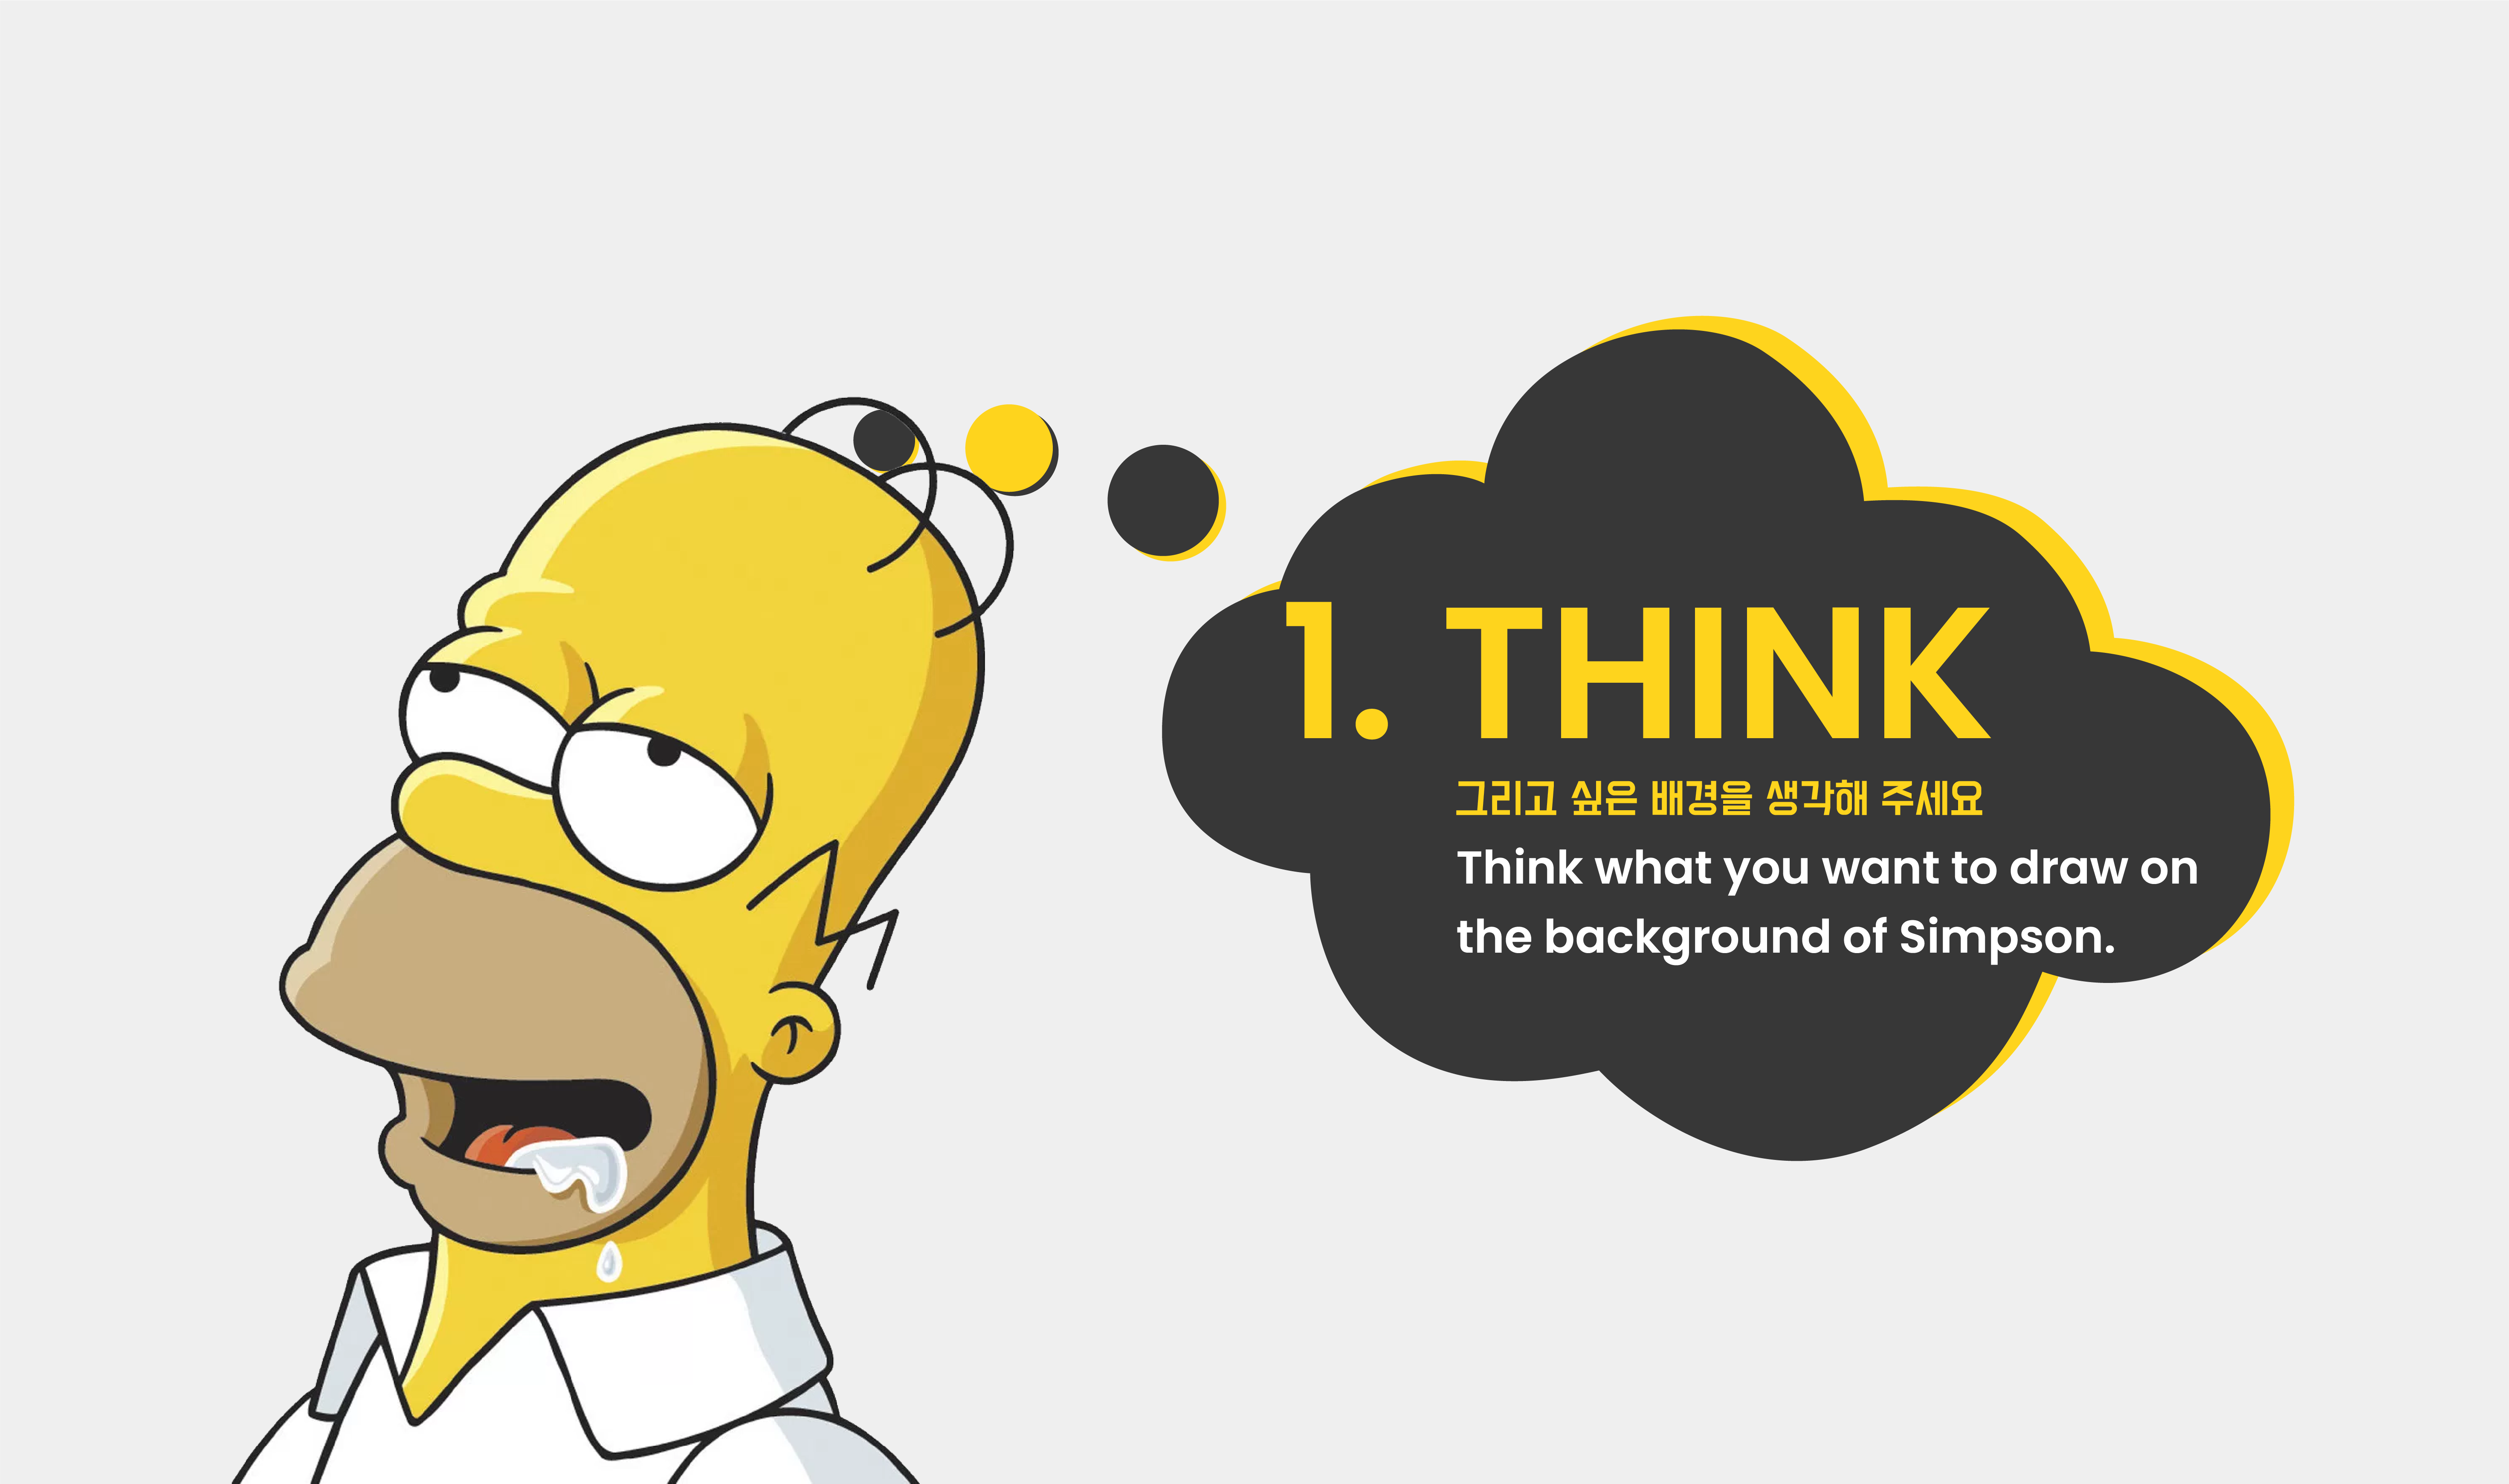 1. THINK
그리고 싶은 배경을 생각해 주세요
Think what you want to draw on
the background of Simpson.